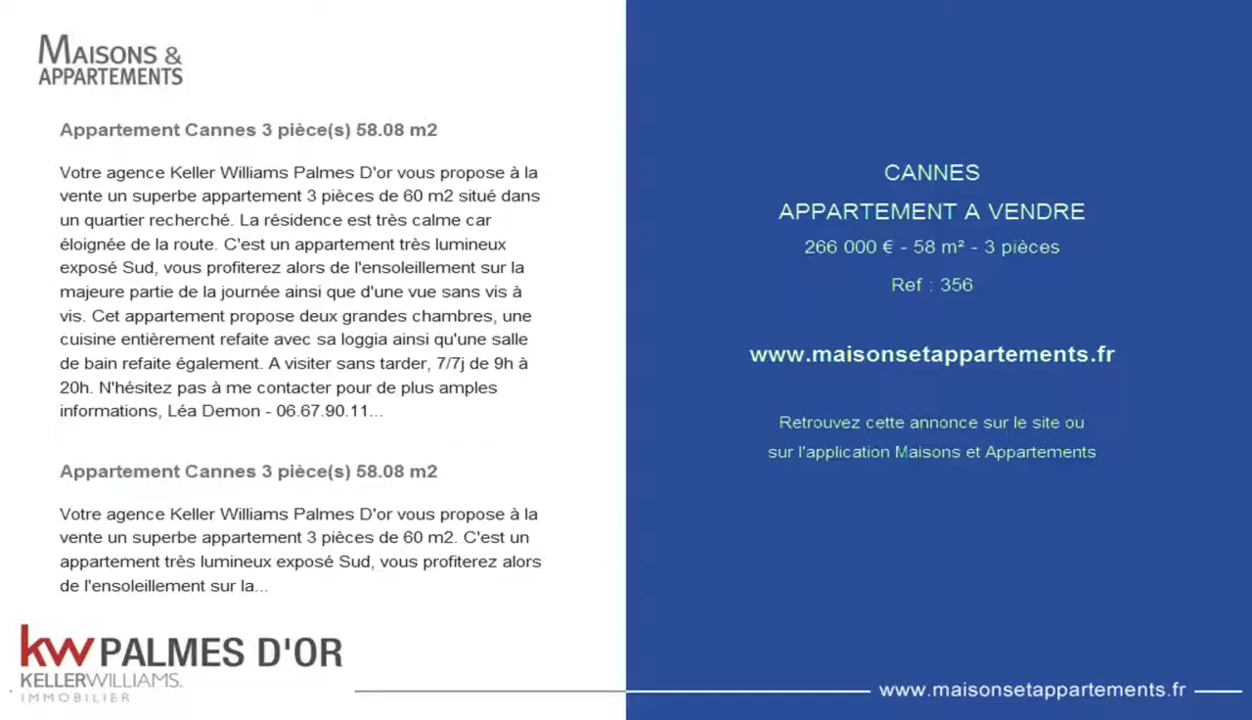 MAISONS &
APPARTEMENTS
Appartement Cannes 3 pièce(s) 58.08 m2
Votre agence Keller Williams Palmes D'or vous propose à la
vente un superbe appartement 3 pièces de 60 m2 situé dans
un quartier recherché. La résidence est très calme car
éloignée de la route. C'est un appartement très lumineux
exposé Sud, vous profiterez alors de l'ensoleillement sur la
majeure partie de la journée ainsi que d'une vue sans vis à
vis. Cet appartement propose deux grandes chambres, une
cuisine entièrement refaite avec sa loggia ainsi qu'une salle
de bain refaite également. A visiter sans tarder, 7/7j de 9h à
20h. N'hésitez pas à me contacter pour de plus amples
informations, Léa Demon - 06.67.90.11...
Appartement Cannes 3 pièce(s) 58.08 m2
Votre agence Keller Williams Palmes D'or vous propose à la
vente un superbe appartement 3 pièces de 60 m2. C'est un
appartement très lumineux exposé Sud, vous profiterez alors
de l'ensoleillement sur la...
kw PALMES D'OR
KELLERWILLIAMS.
IMMOBILIER
CANNES
APPARTEMENT A VENDRE
266 000 € - 58 m² - 3 pièces
Ref : 356
www.maisonsetappartements.fr
Retrouvez cette annonce sur le site ou
sur l'application Maisons et Appartements
www.maisonsetappartements.fr